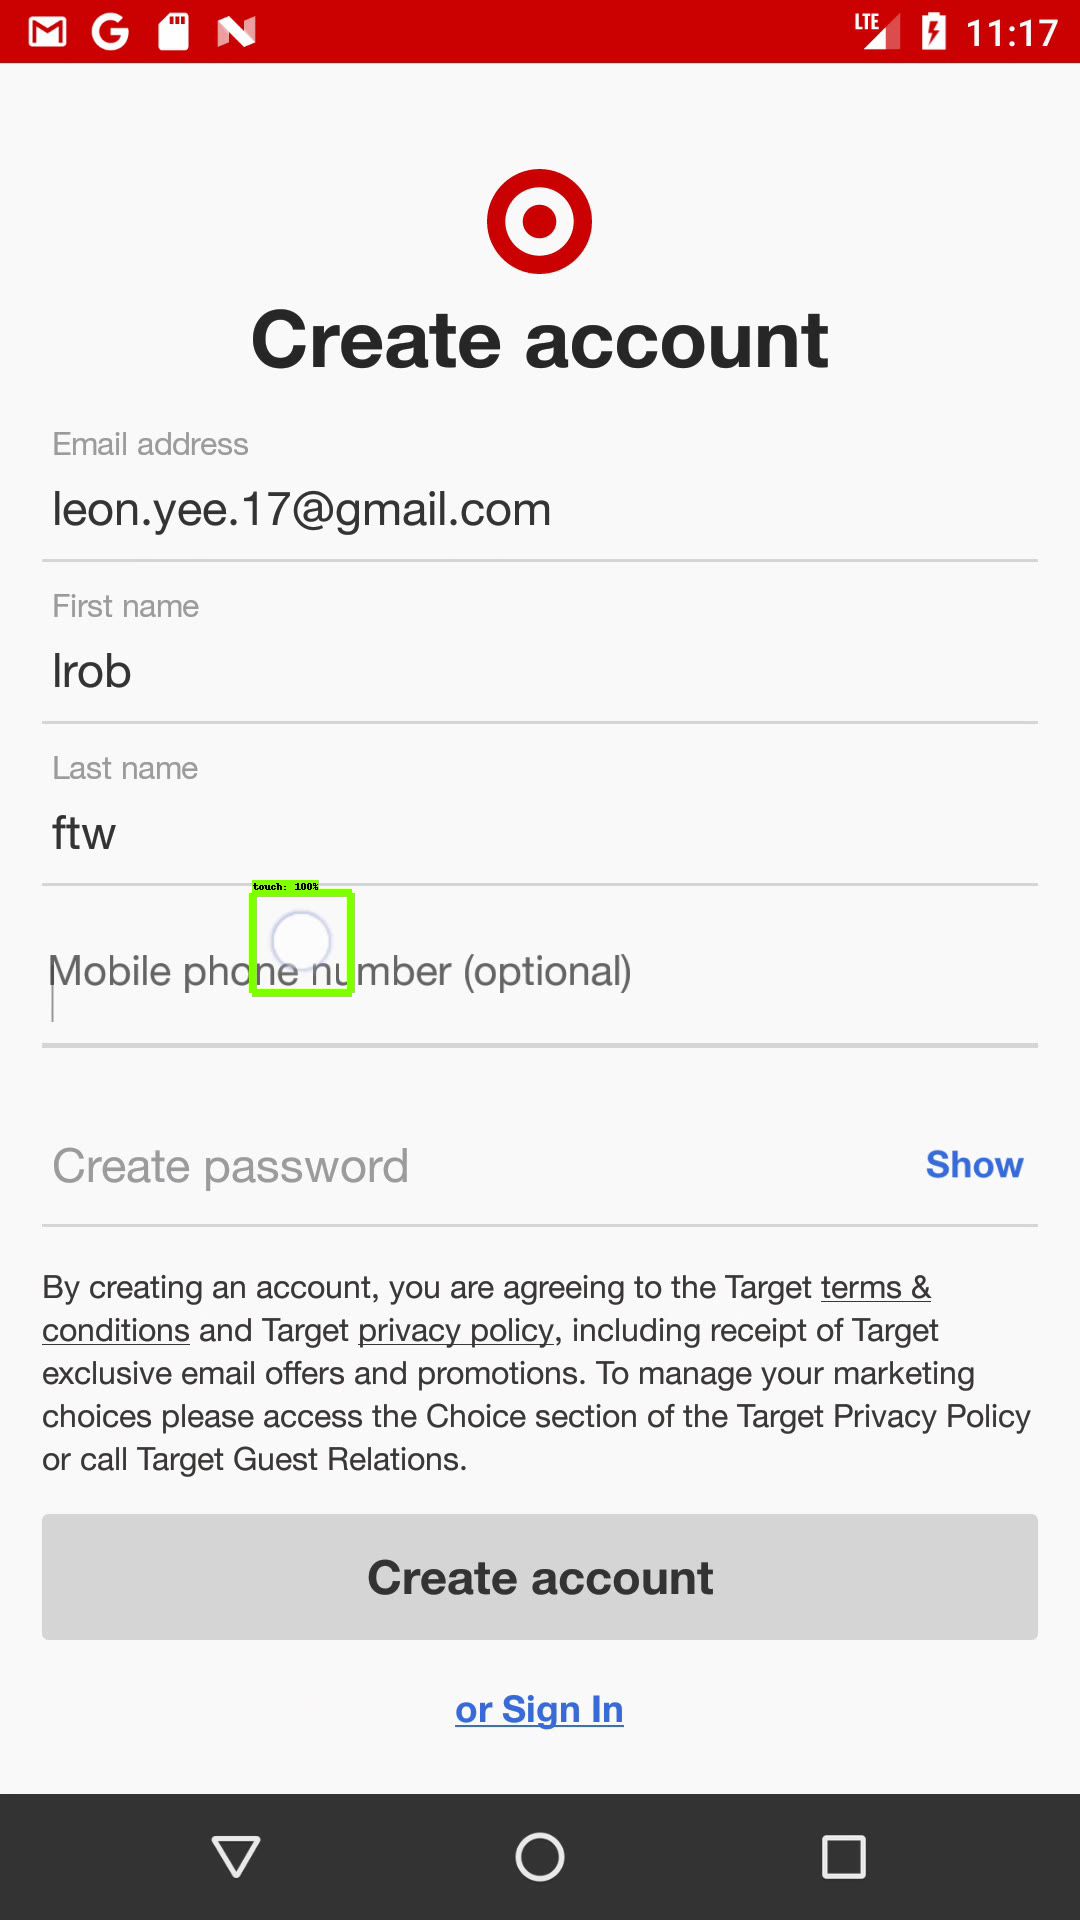 LTE 11:17
Create account
Email address
leon.yee.17@gmail.com
First name
lrob
Last name
ftw
touch: 100%
Mobile phone number (optional)
Create password Show
By creating an account, you are agreeing to the Target terms &
conditions and Target privacy policy, including receipt of Target
exclusive email offers and promotions. To manage your marketing
choices please access the Choice section of the Target Privacy Policy
or call Target Guest Relations.
Create account
or Sign In